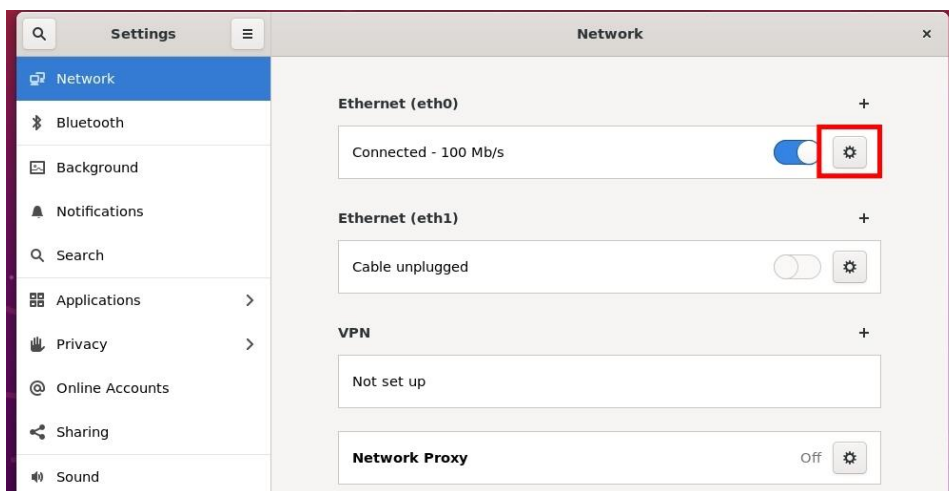 Settings
Network
Network
Bluetooth
Background
Notifications
Search
Applications
Privacy
Online Accounts
Sharing
Sound
Ethernet (eth0)
Connected - 100 Mb/s
Ethernet (eth1)
Cable unplugged
VPN
Not set up
Network Proxy Off